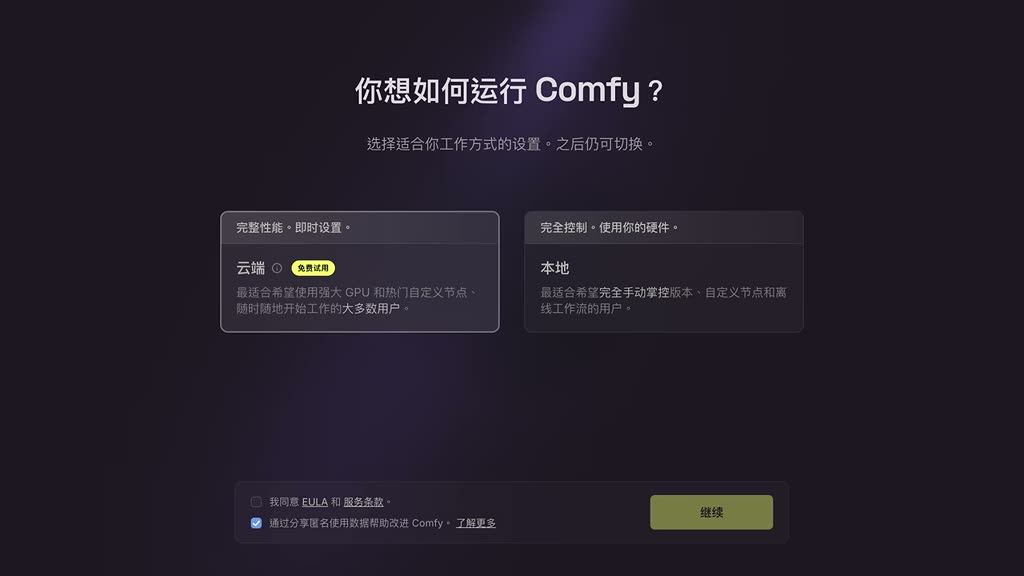 你想如何运行 Comfy？
选择适合你工作方式的设置。之后仍可切换。
完整性能。即时设置。
云端 免费试用
最适合希望使用强大 GPU 和热门自定义节点、
随时随地开始工作的大多数用户。
完全控制。使用你的硬件。
本地
最适合希望完全手动掌控版本、自定义节点和离
线工作流的用户。
我同意 EULA 和 服务条款。
通过分享匿名使用数据帮助改进 Comfy。 了解更多
继续